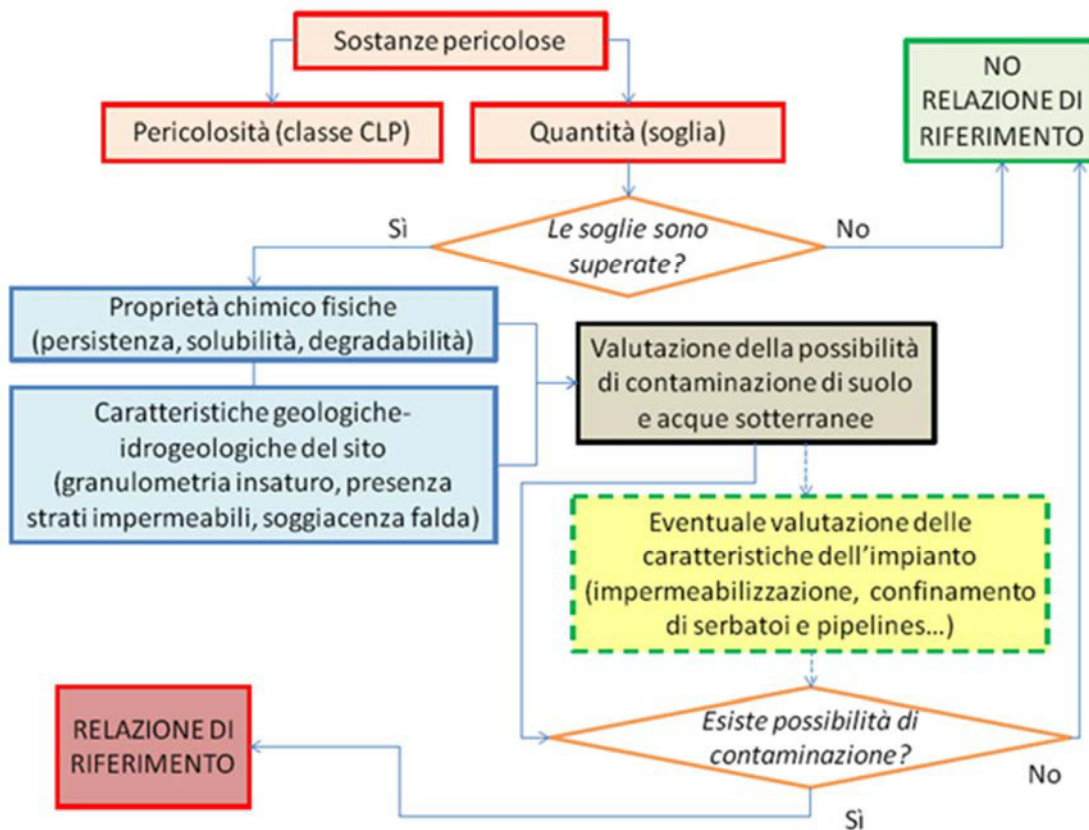 Sostanze pericolose
NO
RELAZIONE DI
RIFERIMENTO
Pericolosità (classe CLP)
Quantità (soglia)
Sì
Le soglie sono
superate?
No
Proprietà chimico fisiche
(persistenza, solubilità, degradabilità)
Valutazione della possibilità
di contaminazione di suolo
e acque sotterranee
Caratteristiche geologiche-
idrogeologiche del sito
(granulometria insaturo, presenza
strati impermeabili, soggiacenza falda)
Eventuale valutazione delle
caratteristiche dell'impianto
(impermeabilizzazione, confinamento
di serbatoi e pipelines...)
RELAZIONE DI
RIFERIMENTO
Esiste possibilità di
contaminazione?
No
Sì